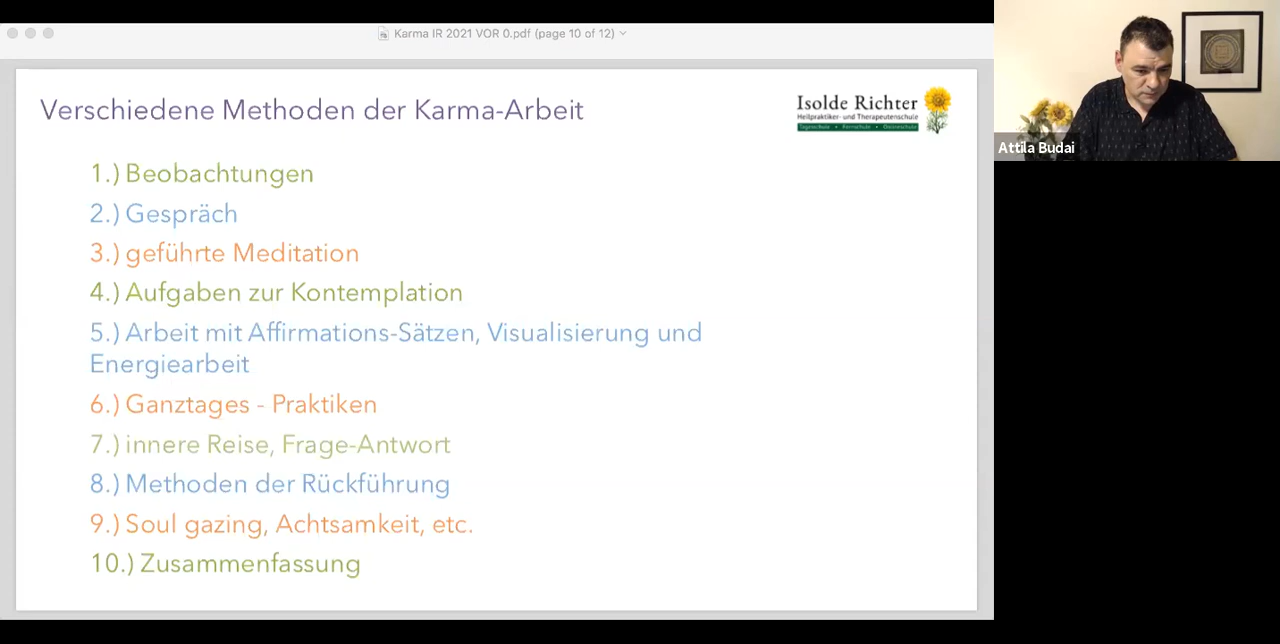 Karma IR 2021 VOR 0.pdf (page 10 of 12)
Verschiedene Methoden der Karma-Arbeit
Isolde Richter
Heilpraktiker- und Therapeutenschule
Tagesschule • Fernschule • Onlineschule
1.) Beobachtungen
2.) Gespräch
3.) geführte Meditation
4.) Aufgaben zur Kontemplation
5.) Arbeit mit Affirmations-Sätzen, Visualisierung und
Energiearbeit
6.) Ganztages - Praktiken
7.) innere Reise, Frage-Antwort
8.) Methoden der Rückführung
9.) Soul gazing, Achtsamkeit, etc.
10.) Zusammenfassung
Attila Budai